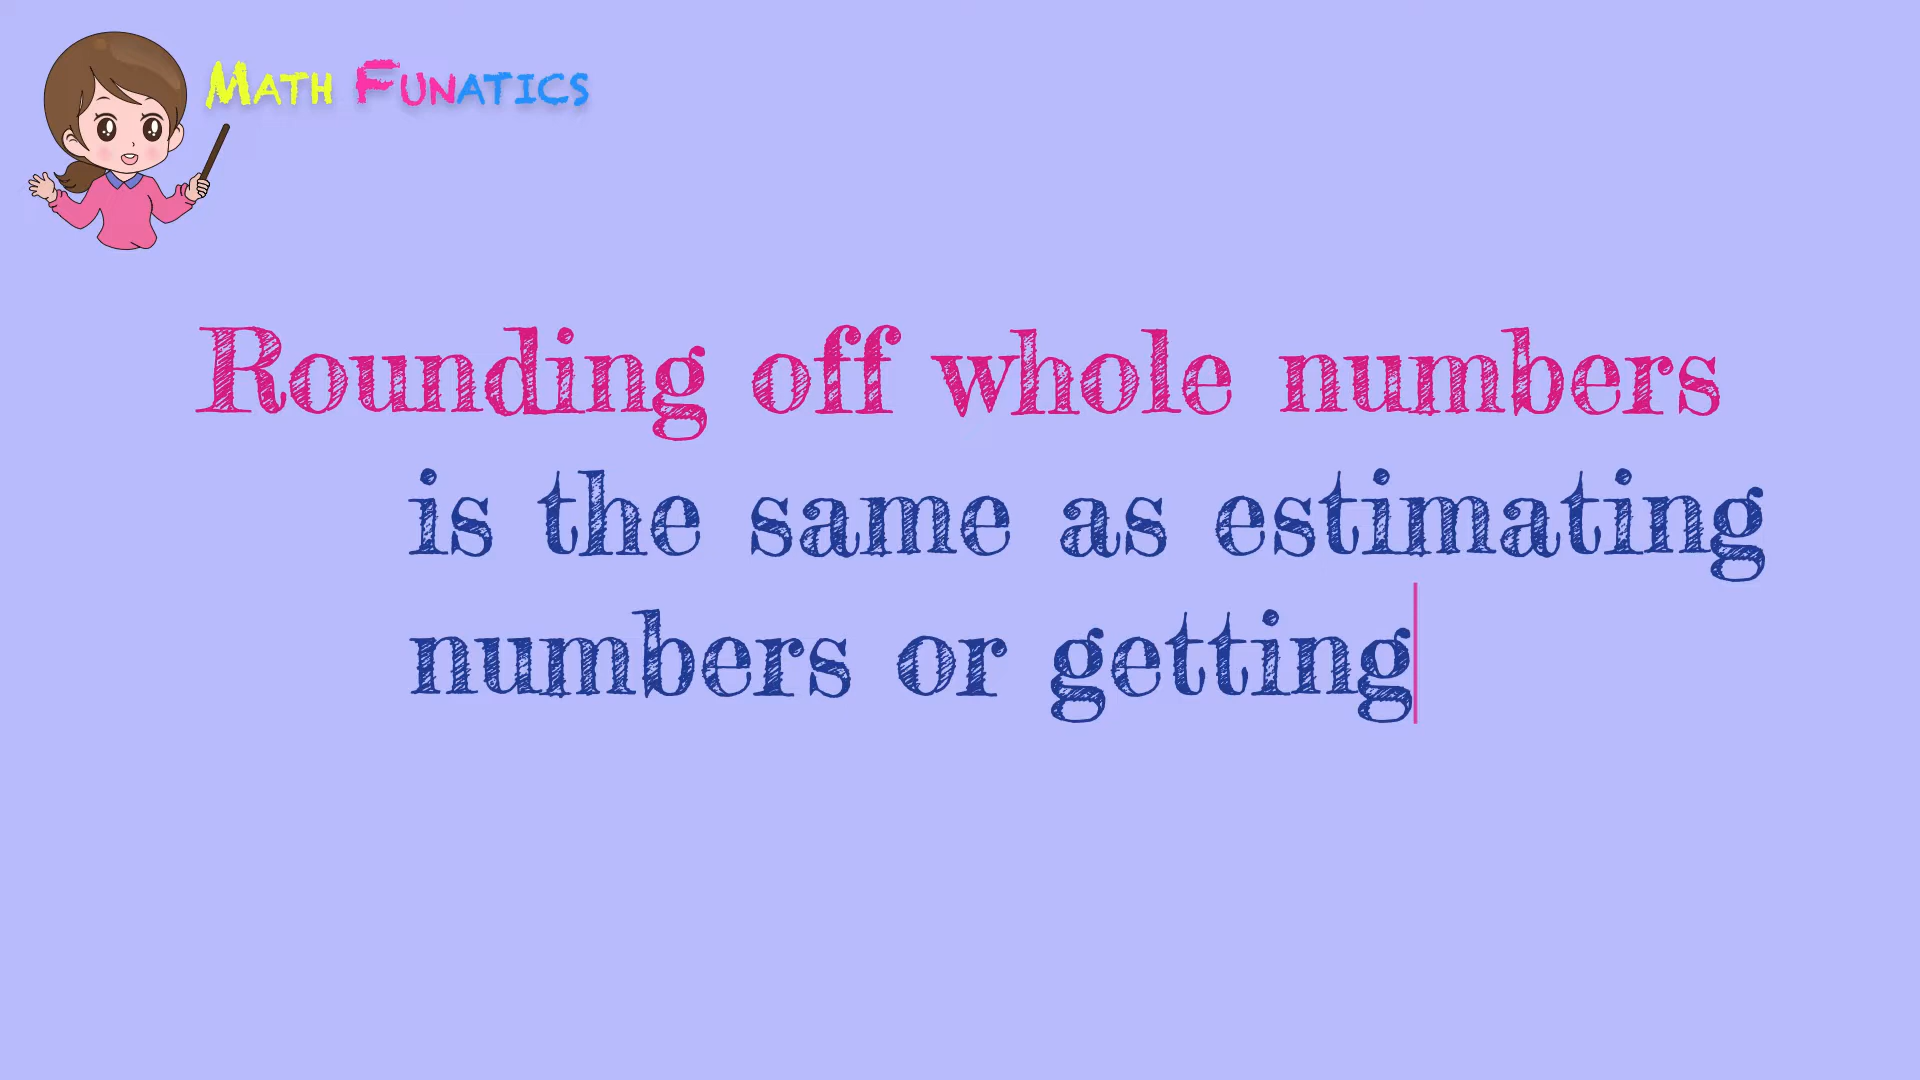 Math Funatics
Rounding off whole numbers
is the same as estimating
numbers or getting